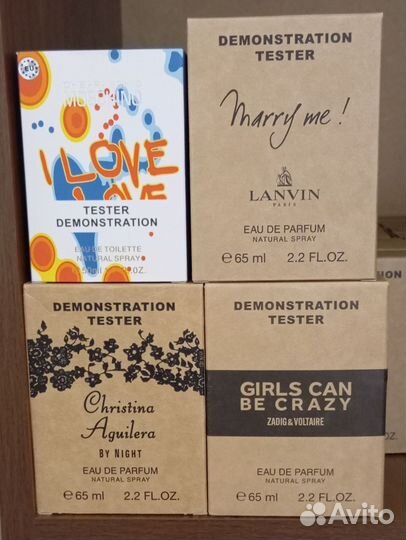 EU
MOSCHINO
I LOVE
LOVE
TESTER
DEMONSTRATION
EAU DE TOILETTE
NATURAL SPRAY
DEMONSTRATION
TESTER
Marry me !
LANVIN
PARIS
EAU DE PARFUM
NATURAL SPRAY
℮ 65 ml 2.2 FL.OZ.
DEMONSTRATION
TESTER
Christina
Aguilera
BY NIGHT
EAU DE PARFUM
NATURAL SPRAY
℮ 65 ml 2.2 FL.OZ.
DEMONSTRATION
TESTER
GIRLS CAN
BE CRAZY
ZADIG & VOLTAIRE
EAU DE PARFUM
NATURAL SPRAY
℮ 65 ml 2.2 FL.OZ.
Avito